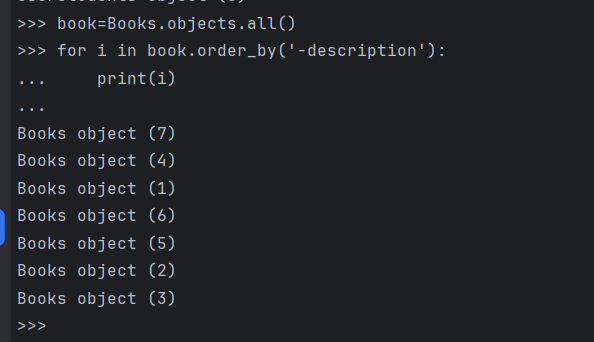 >>> book=Books.objects.all()
>>> for i in book.order_by('-description'):
...     print(i)
...
Books object (7)
Books object (4)
Books object (1)
Books object (6)
Books object (5)
Books object (2)
Books object (3)
>>>